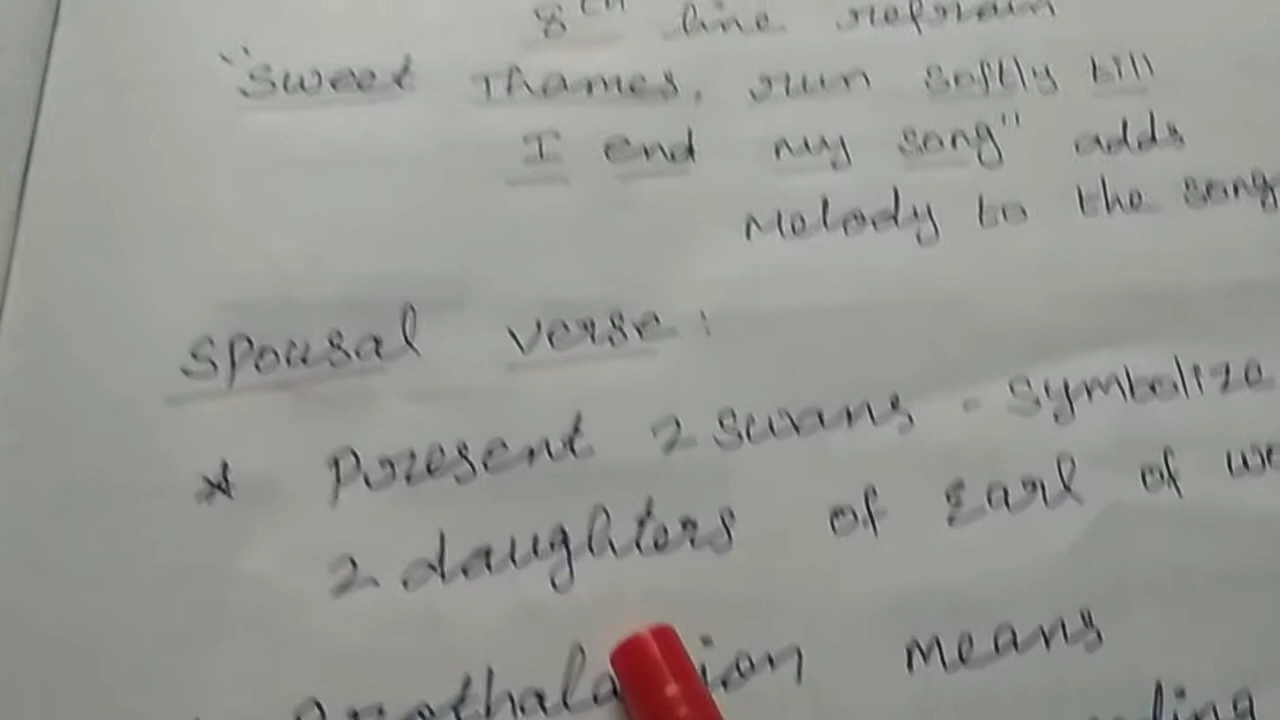 8th line refrain
"Sweet Thames, run softly till
I end my song" adds
Melody to the song
Spousal verse:
* Present 2 swans - Symbolize
2 daughters of Earl of
means